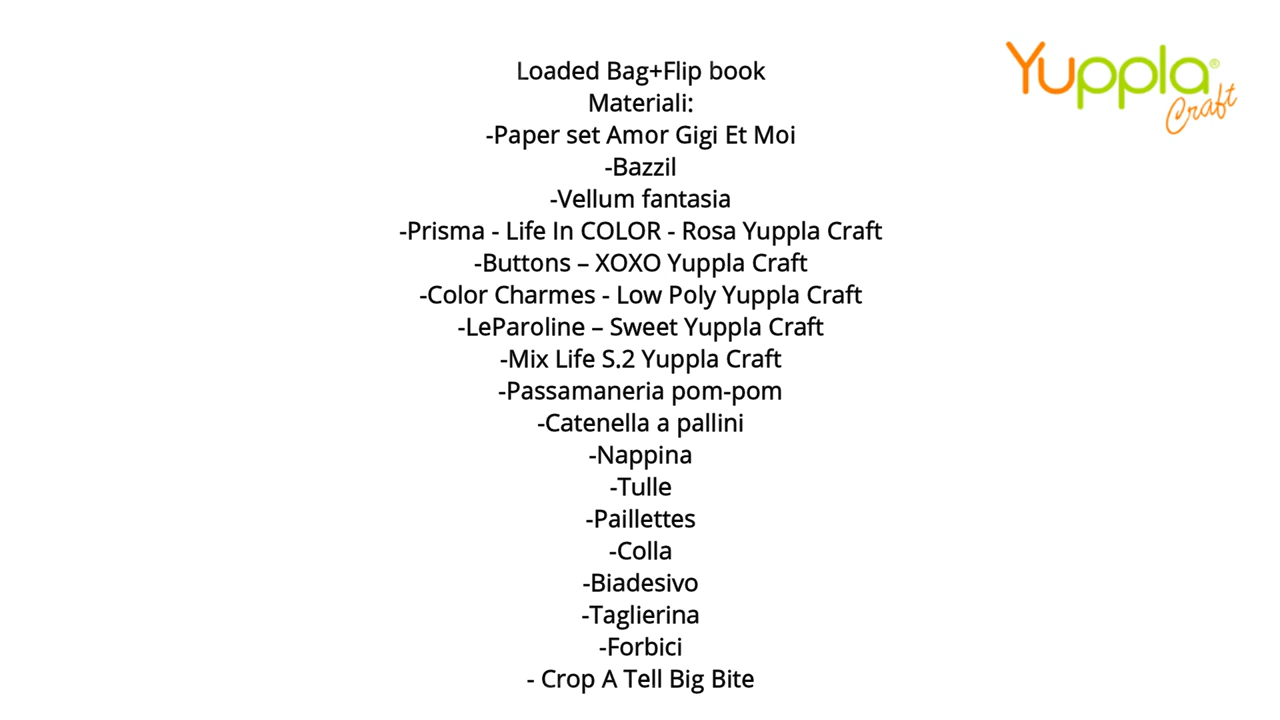 Loaded Bag+Flip book
Materiali:
-Paper set Amor Gigi Et Moi
-Bazzil
-Vellum fantasia
-Prisma - Life In COLOR - Rosa Yuppla Craft
-Buttons – XOXO Yuppla Craft
-Color Charmes - Low Poly Yuppla Craft
-LeParoline – Sweet Yuppla Craft
-Mix Life S.2 Yuppla Craft
-Passamaneria pom-pom
-Catenella a pallini
-Nappina
-Tulle
-Paillettes
-Colla
-Biadesivo
-Taglierina
-Forbici
- Crop A Tell Big Bite
Yuppla®
Craft